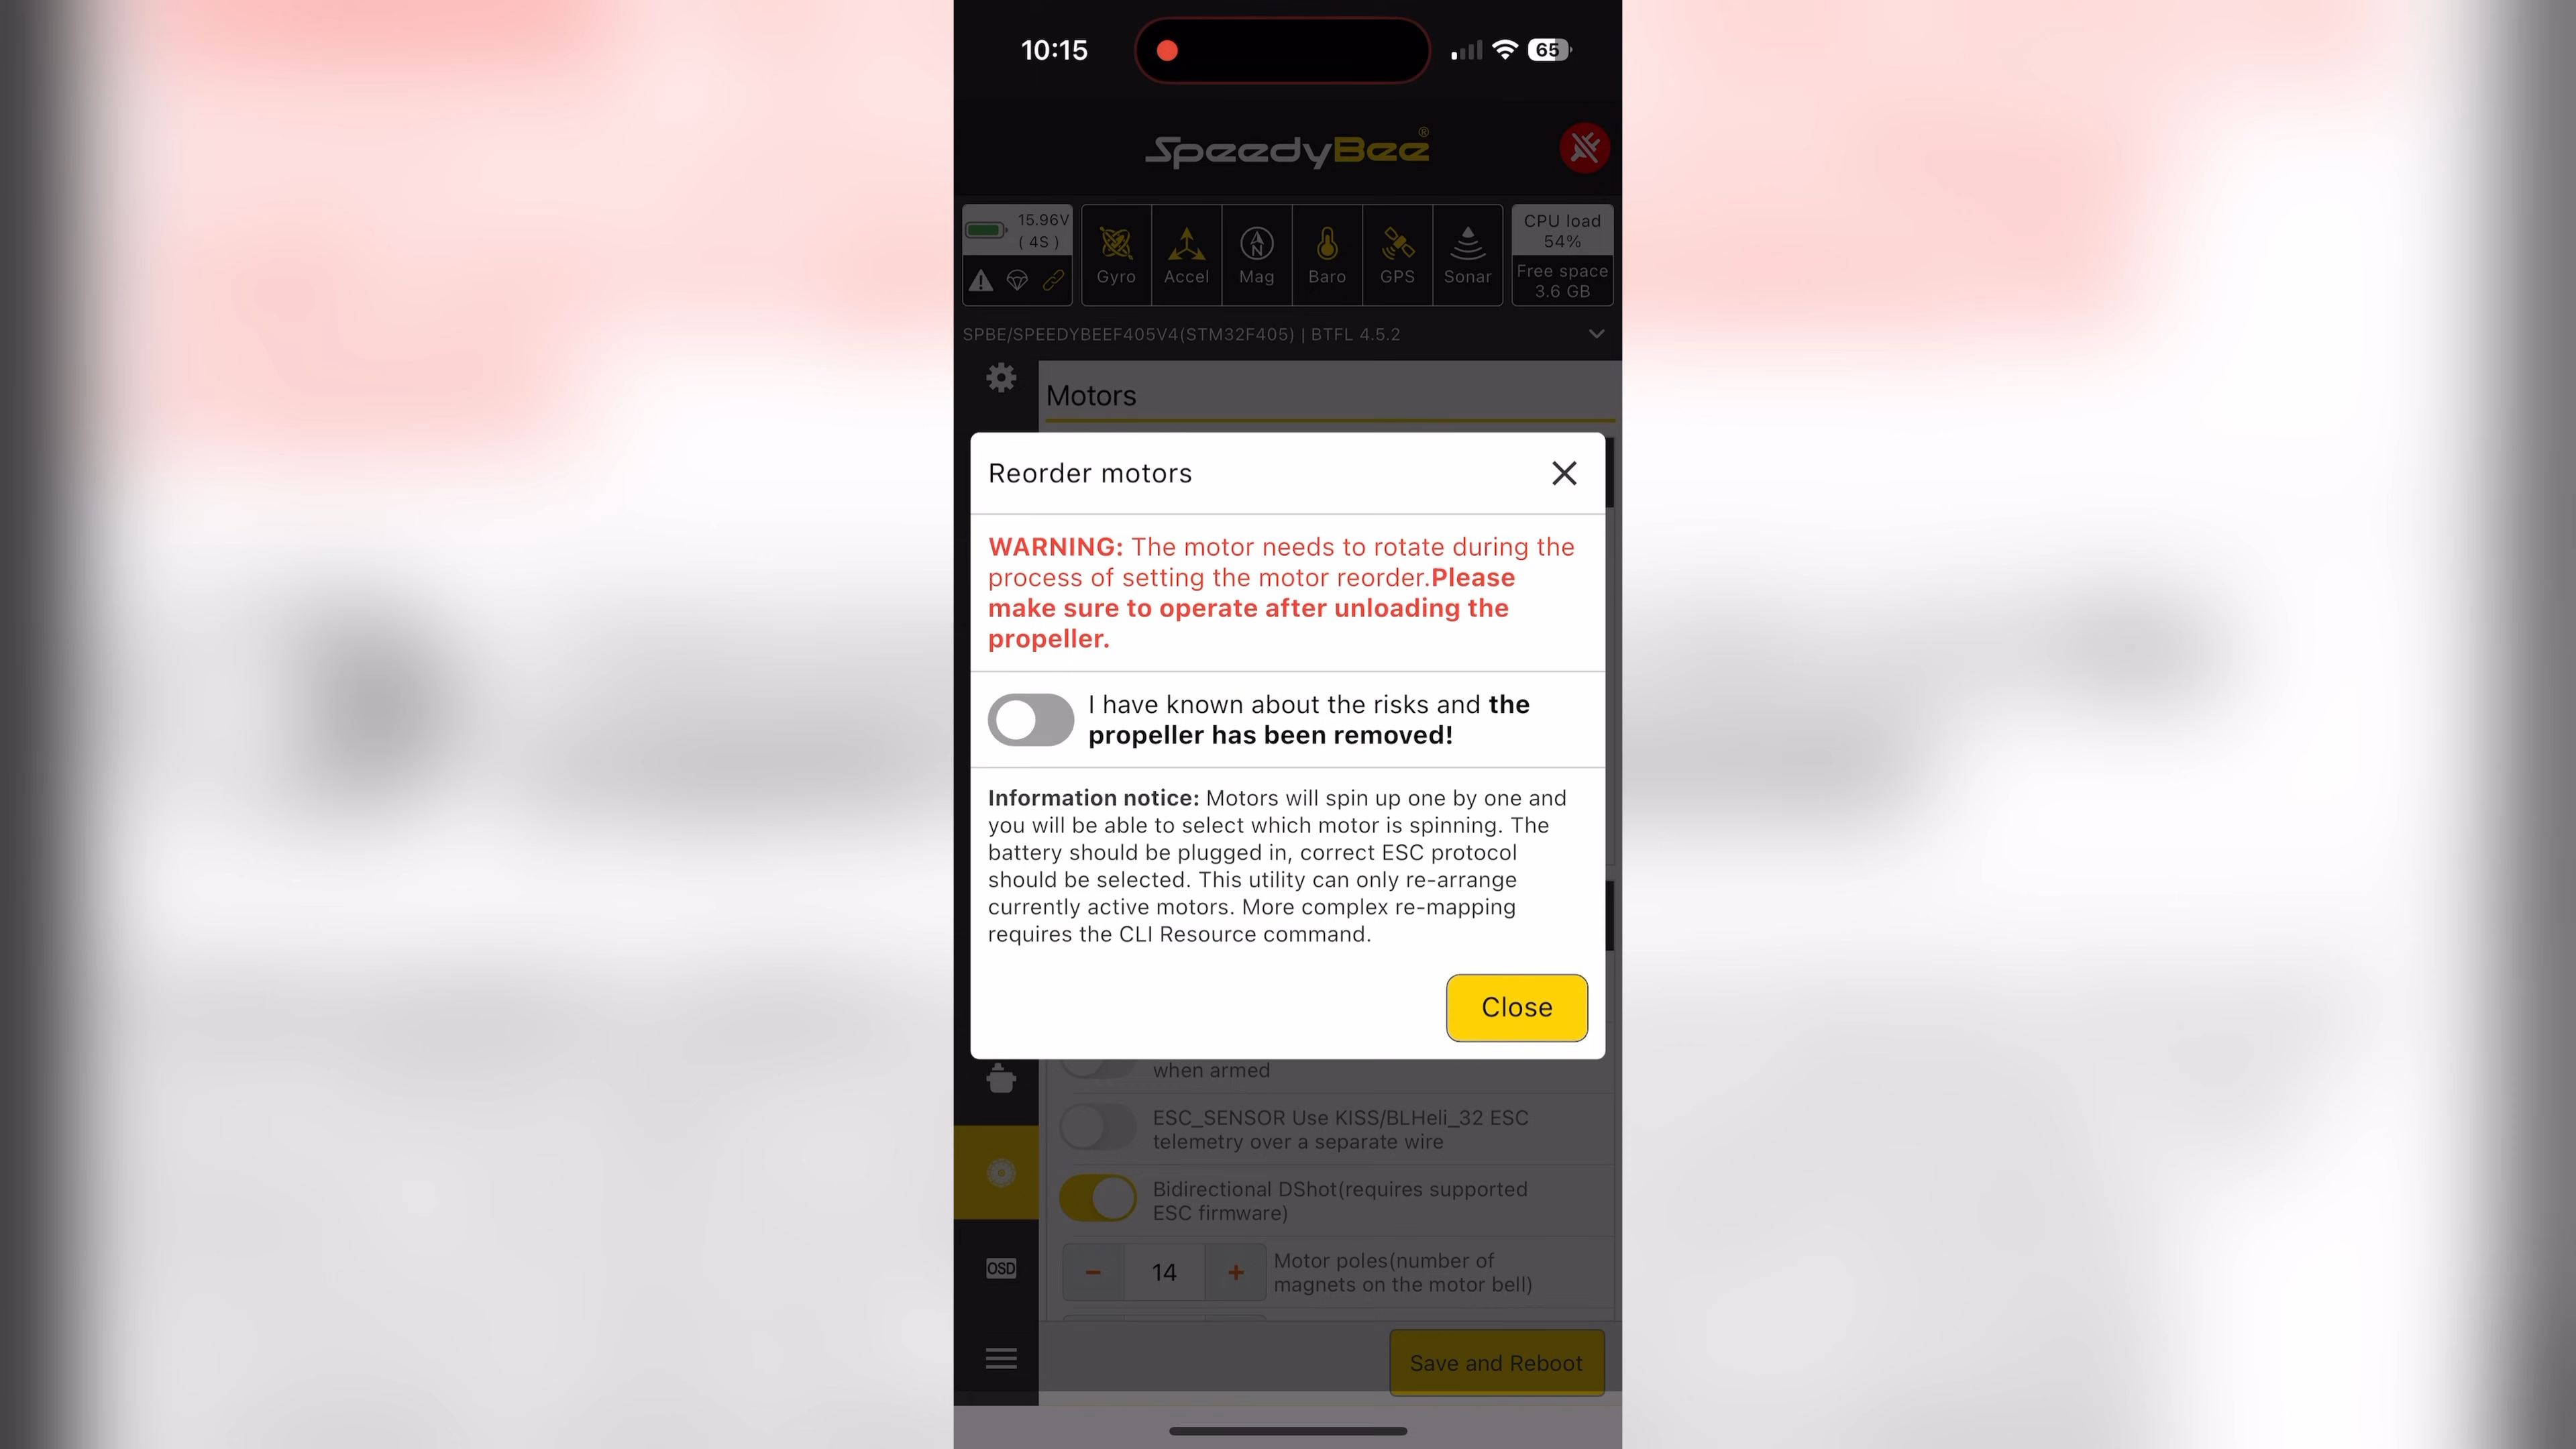 10:15
65
SpeedyBee®
15.96V
( 4S )
Gyro
Accel
Mag
Baro
GPS
Sonar
CPU load
54%
Free space
3.6 GB
SPBE/SPEEDYBEEF405V4(STM32F405) | BTFL 4.5.2
Motors
Reorder motors
WARNING: The motor needs to rotate during the
process of setting the motor reorder.Please
make sure to operate after unloading the
propeller.
I have known about the risks and the
propeller has been removed!
Information notice: Motors will spin up one by one and
you will be able to select which motor is spinning. The
battery should be plugged in, correct ESC protocol
should be selected. This utility can only re-arrange
currently active motors. More complex re-mapping
requires the CLI Resource command.
Close
when armed
ESC_SENSOR Use KISS/BLHeli_32 ESC
telemetry over a separate wire
Bidirectional DShot(requires supported
ESC firmware)
− 14 +
Motor poles(number of
magnets on the motor bell)
OSD
Save and Reboot